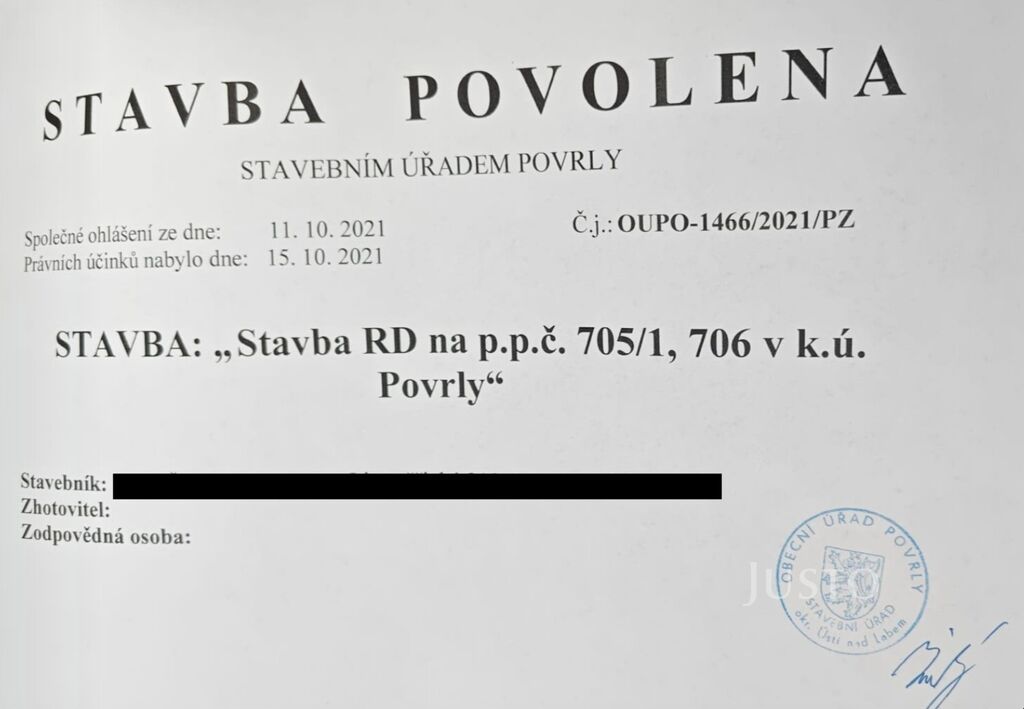 STAVBA POVOLENA
STAVEBNÍM ÚŘADEM POVRLY
Společné ohlášení ze dne: 11. 10. 2021 Č.j.: OUPO-1466/2021/PZ
Právních účinků nabylo dne: 15. 10. 2021
STAVBA: „Stavba RD na p.p.č. 705/1, 706 v k.ú.
Povrly“
Stavebník:
Zhotovitel:
Zodpovědná osoba:
OBECNÍ ÚŘAD POVRLY
STAVEBNÍ ÚŘAD
okr. Ústí nad Labem
JUSTO